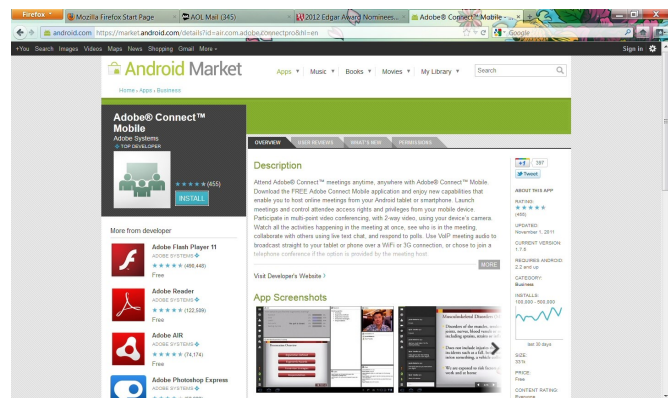 Firefox
Mozilla Firefox Start Page
AOL Mail (345)
2012 Edgar Award Nominees...
Adobe® Connect™ Mobile - ...
android.com https://market.android.com/details?id=air.com.adobe.connectpro&hl=en
Google
+You Search Images Videos Maps News Shopping Gmail More
Sign in
Android Market
Apps Music Books Movies My Library
Search
Home › Apps › Business
Adobe® Connect™
Mobile
Adobe Systems
TOP DEVELOPER
(455)
INSTALL
More from developer
Adobe Flash Player 11
ADOBE SYSTEMS
(498,448)
Free
Adobe Reader
ADOBE SYSTEMS
(122,509)
Free
Adobe AIR
ADOBE SYSTEMS
(74,174)
Free
Adobe Photoshop Express
ADOBE SYSTEMS
OVERVIEW USER REVIEWS WHAT'S NEW PERMISSIONS
Description
Attend Adobe® Connect™ meetings anytime, anywhere with Adobe® Connect™ Mobile.
Download the FREE Adobe Connect Mobile application and enjoy new capabilities that
enable you to host online meetings from your Android tablet or smartphone. Launch
meetings and control attendee access rights and privileges from your mobile device.
Participate in multi-point video conferencing, with 2-way video, using your device's camera.
Watch all the activities happening in the meeting at once, see who is in the meeting,
collaborate with others using live text chat, and respond to polls. Use VoIP meeting audio to
broadcast straight to your tablet or phone over a WiFi or 3G connection, or chose to join a
telephone conference if the option is provided by the meeting host.
MORE
Visit Developer's Website ›
App Screenshots
Musculoskeletal Disorders
+1 397
Tweet
ABOUT THIS APP
RATING:
(455)
UPDATED:
November 1, 2011
CURRENT VERSION:
1.7.5
REQUIRES ANDROID:
2.2 and up
CATEGORY:
Business
INSTALLS:
100,000 - 500,000
last 30 days
SIZE:
PRICE:
Free
CONTENT RATING:
Everyone